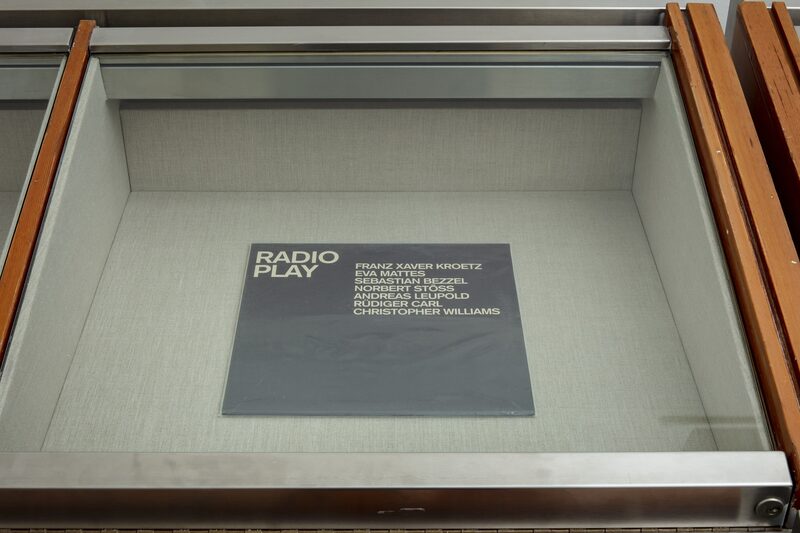 RADIO
PLAY
FRANZ XAVER KROETZ
EVA MATTES
SEBASTIAN BEZZEL
NORBERT STÖSS
ANDREAS LEUPOLD
RÜDIGER CARL
CHRISTOPHER WILLIAMS